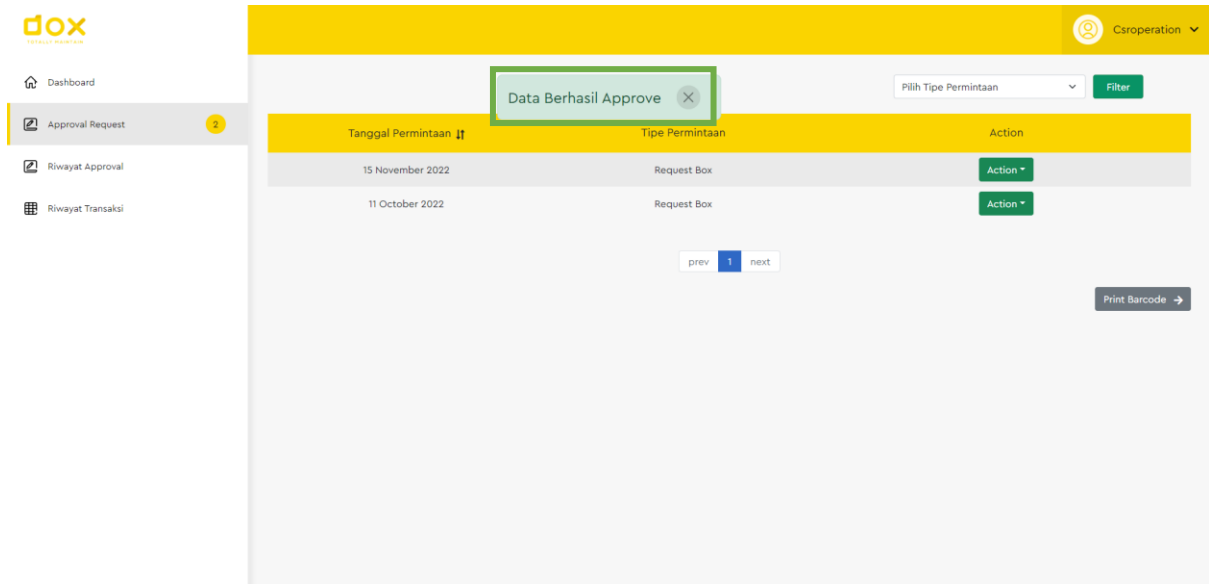 dox
Csroperation
Dashboard
Data Berhasil Approve
Pilih Tipe Permintaan
Filter
Approval Request
2
Tanggal Permintaan
Tipe Permintaan
Action
Riwayat Approval
15 November 2022
Request Box
Action
Riwayat Transaksi
11 October 2022
Request Box
Action
prev
1
next
Print Barcode